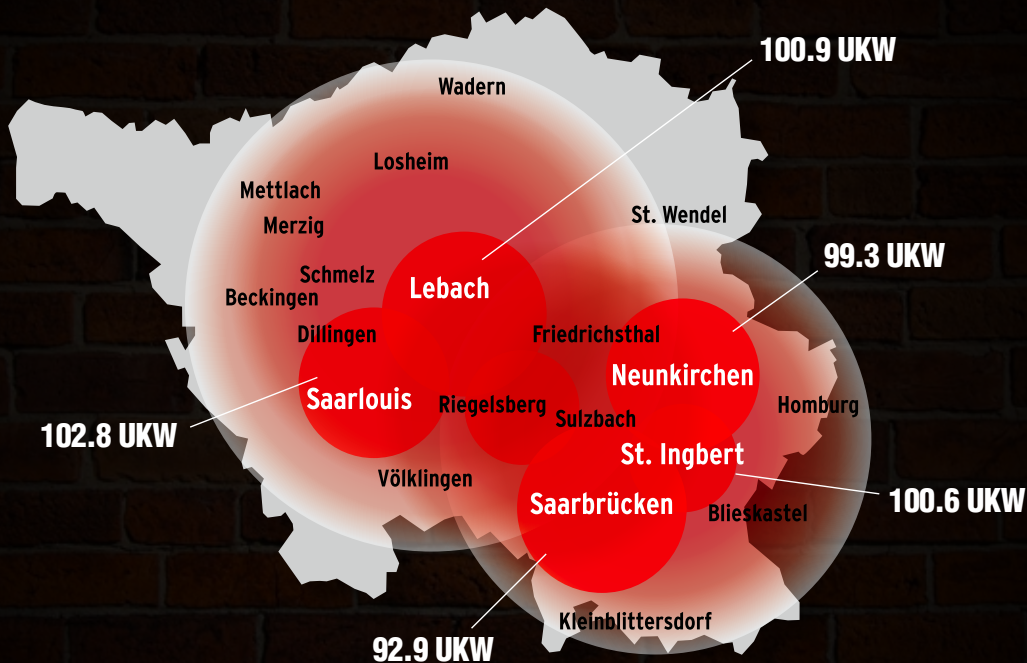 100.9 UKW
Wadern
Losheim
Mettlach
Merzig
St. Wendel
99.3 UKW
Schmelz
Lebach
Beckingen
Dillingen
Friedrichsthal
Neunkirchen
Saarlouis
Riegelsberg
Homburg
Sulzbach
102.8 UKW
St. Ingbert
Völklingen
100.6 UKW
Saarbrücken
Blieskastel
Kleinblittersdorf
92.9 UKW